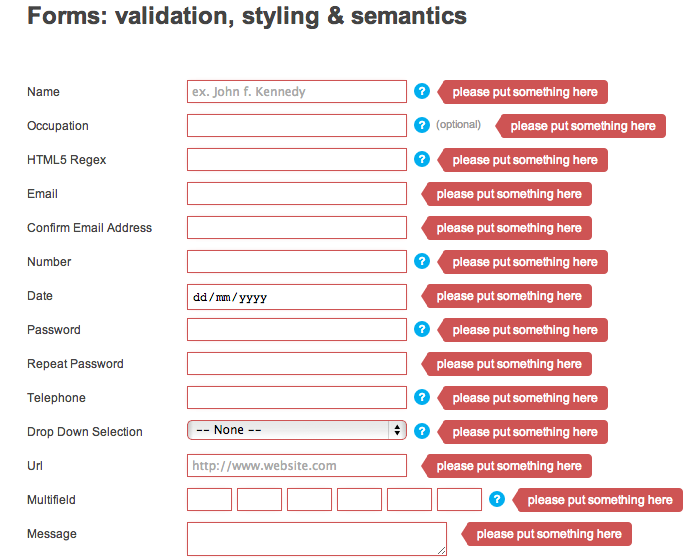 Forms: validation, styling & semantics
Name ex. John f. Kennedy ? please put something here
Occupation ? (optional) please put something here
HTML5 Regex ? please put something here
Email please put something here
Confirm Email Address please put something here
Number ? please put something here
Date dd/mm/yyyy please put something here
Password ? please put something here
Repeat Password please put something here
Telephone ? please put something here
Drop Down Selection -- None -- ? please put something here
Url http://www.website.com please put something here
Multifield ? please put something here
Message please put something here